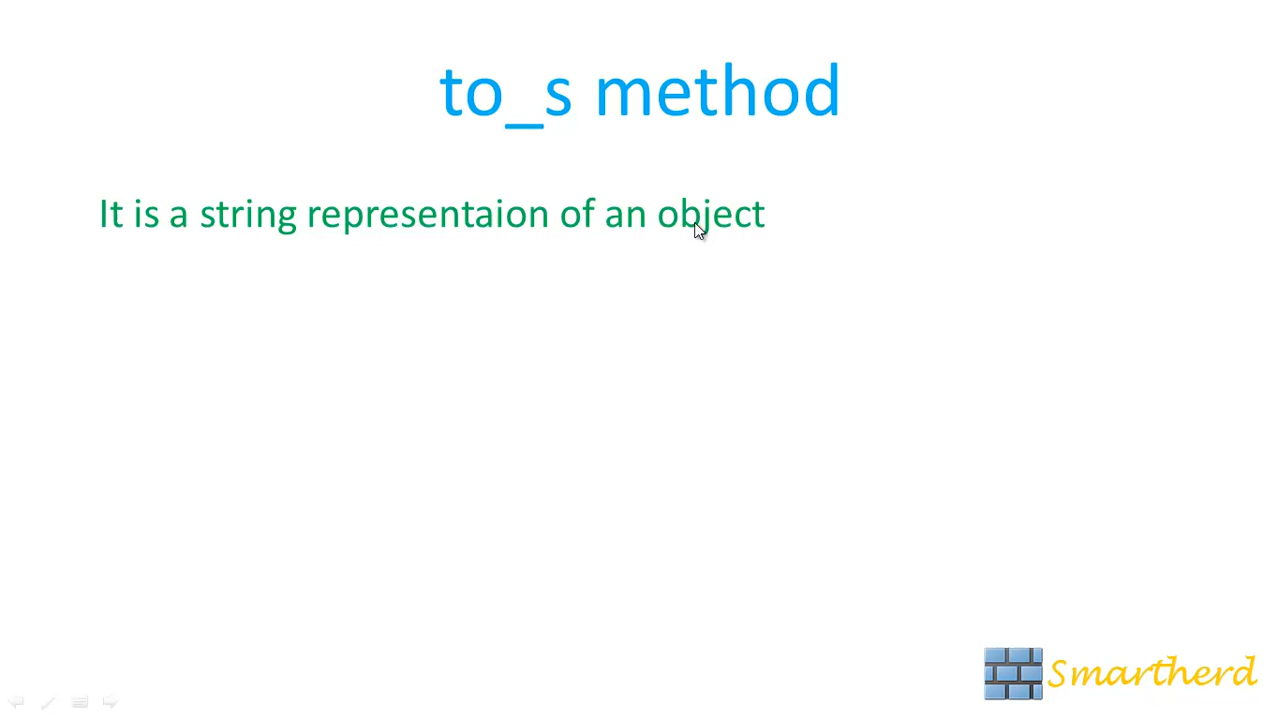 to_s method
It is a string representaion of an object
Smartherd